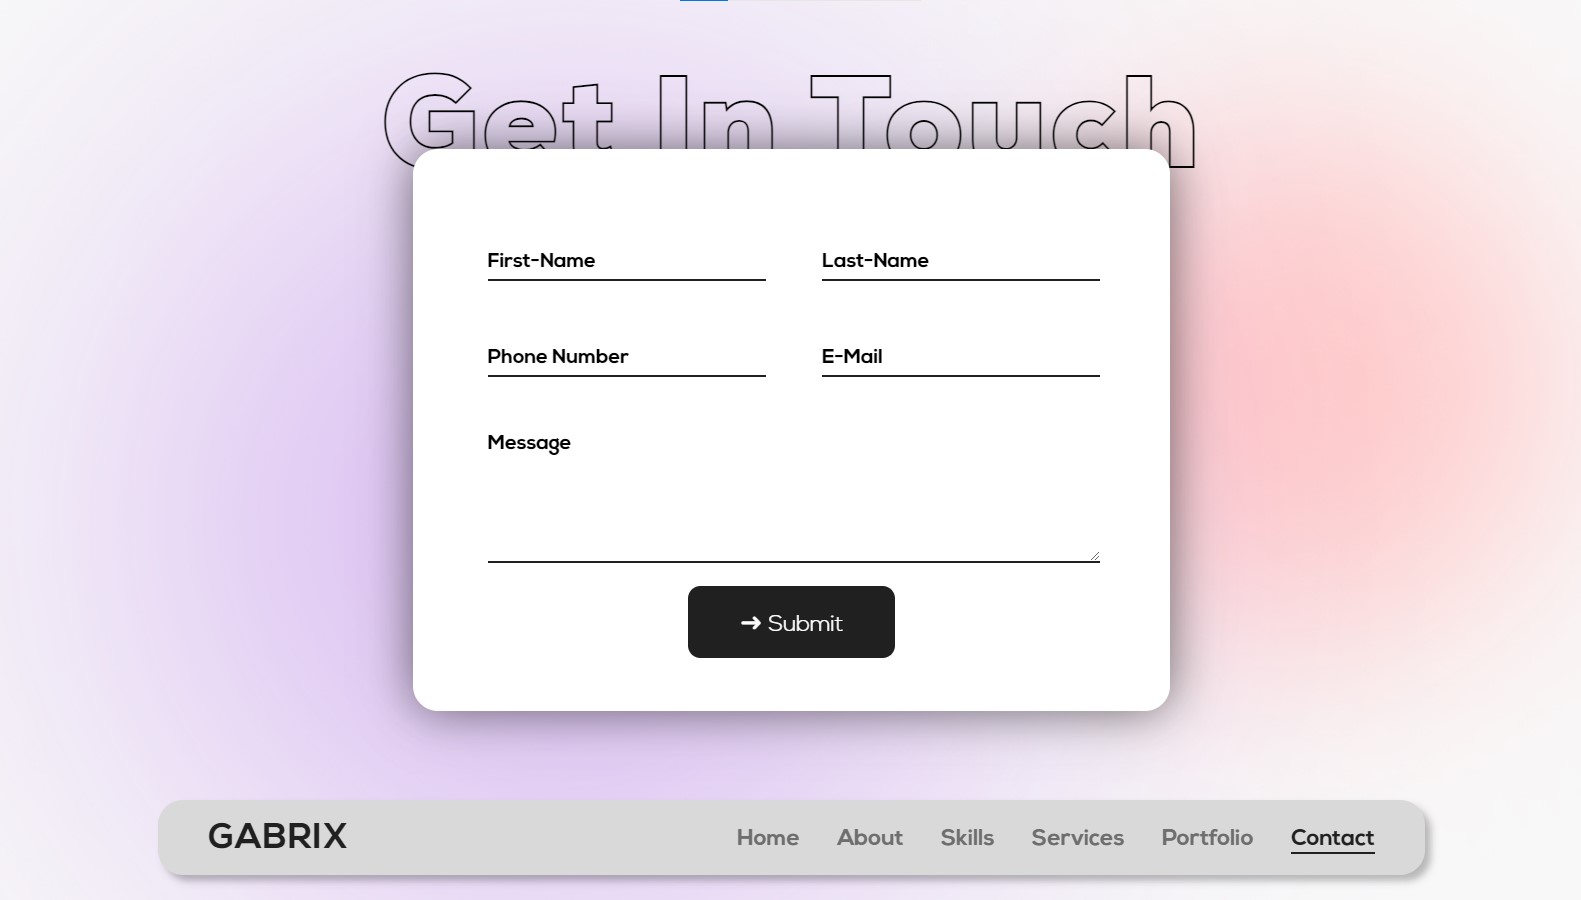 Get In Touch
First-Name
Last-Name
Phone Number
E-Mail
Message
➜ Submit
GABRIX
Home
About
Skills
Services
Portfolio
Contact